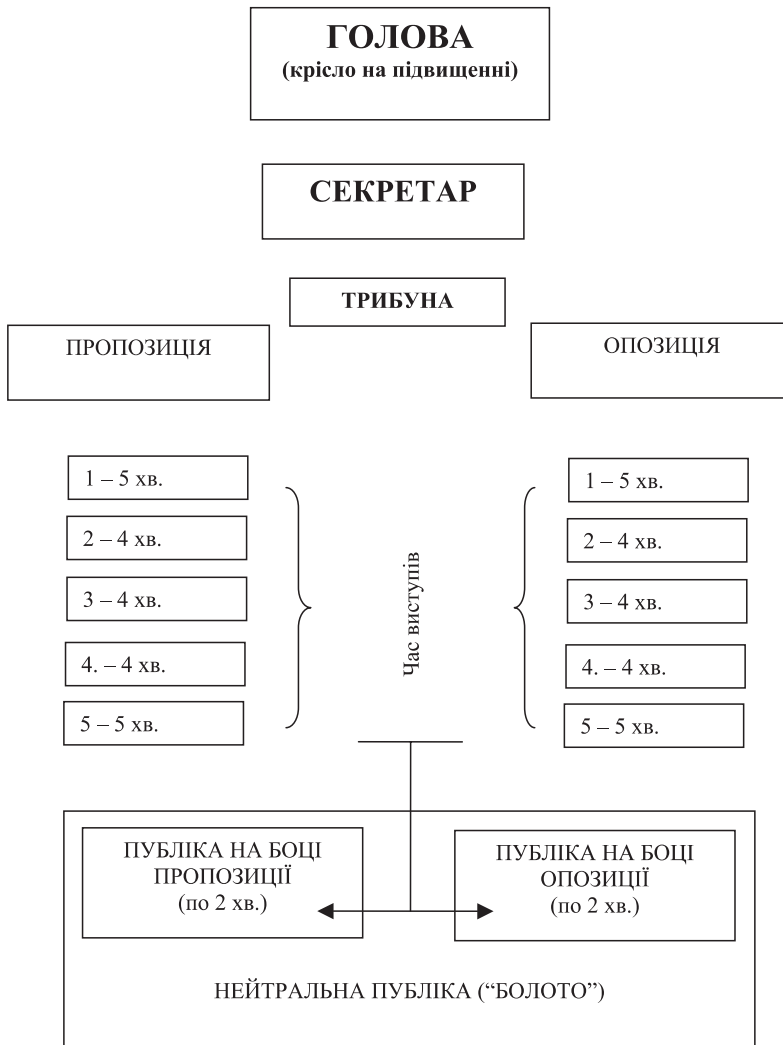 ГОЛОВА
(крісло на підвищенні)
СЕКРЕТАР
ТРИБУНА
ПРОПОЗИЦІЯ
ОПОЗИЦІЯ
1 – 5 хв.
2 – 4 хв.
3 – 4 хв.
4. – 4 хв.
5 – 5 хв.
Час виступів
1 – 5 хв.
2 – 4 хв.
3 – 4 хв.
4. – 4 хв.
5 – 5 хв.
ПУБЛІКА НА БОЦІ
ПРОПОЗИЦІЇ
(по 2 хв.)
ПУБЛІКА НА БОЦІ
ОПОЗИЦІЇ
(по 2 хв.)
НЕЙТРАЛЬНА ПУБЛІКА (“БОЛОТО”)